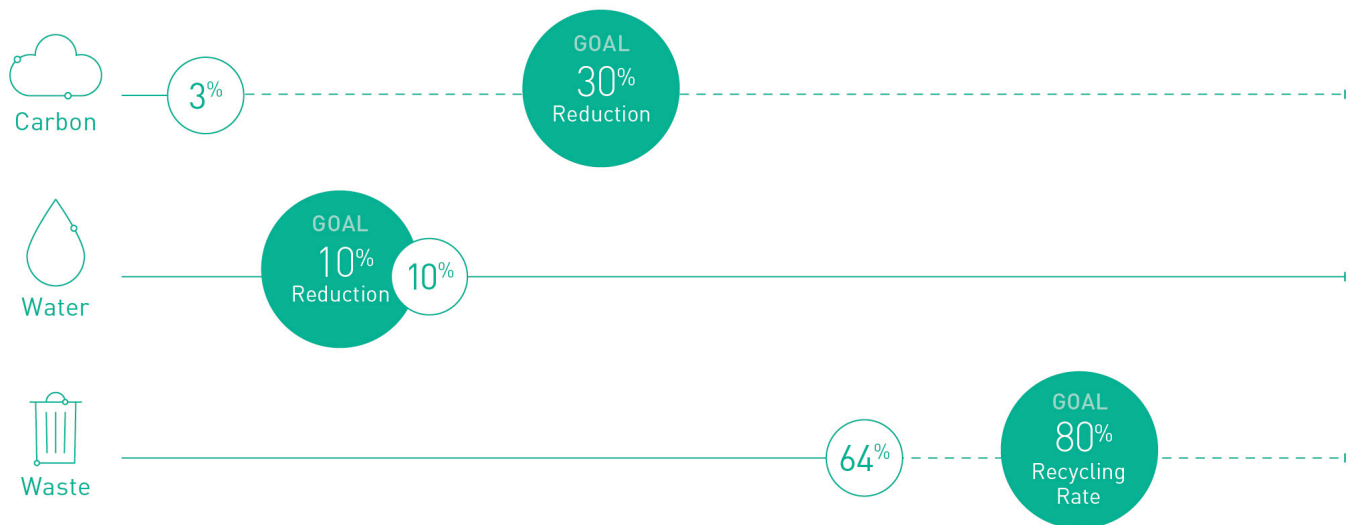 Carbon
3%
GOAL
30%
Reduction
Water
GOAL
10%
Reduction
10%
Waste
64%
GOAL
80%
Recycling
Rate